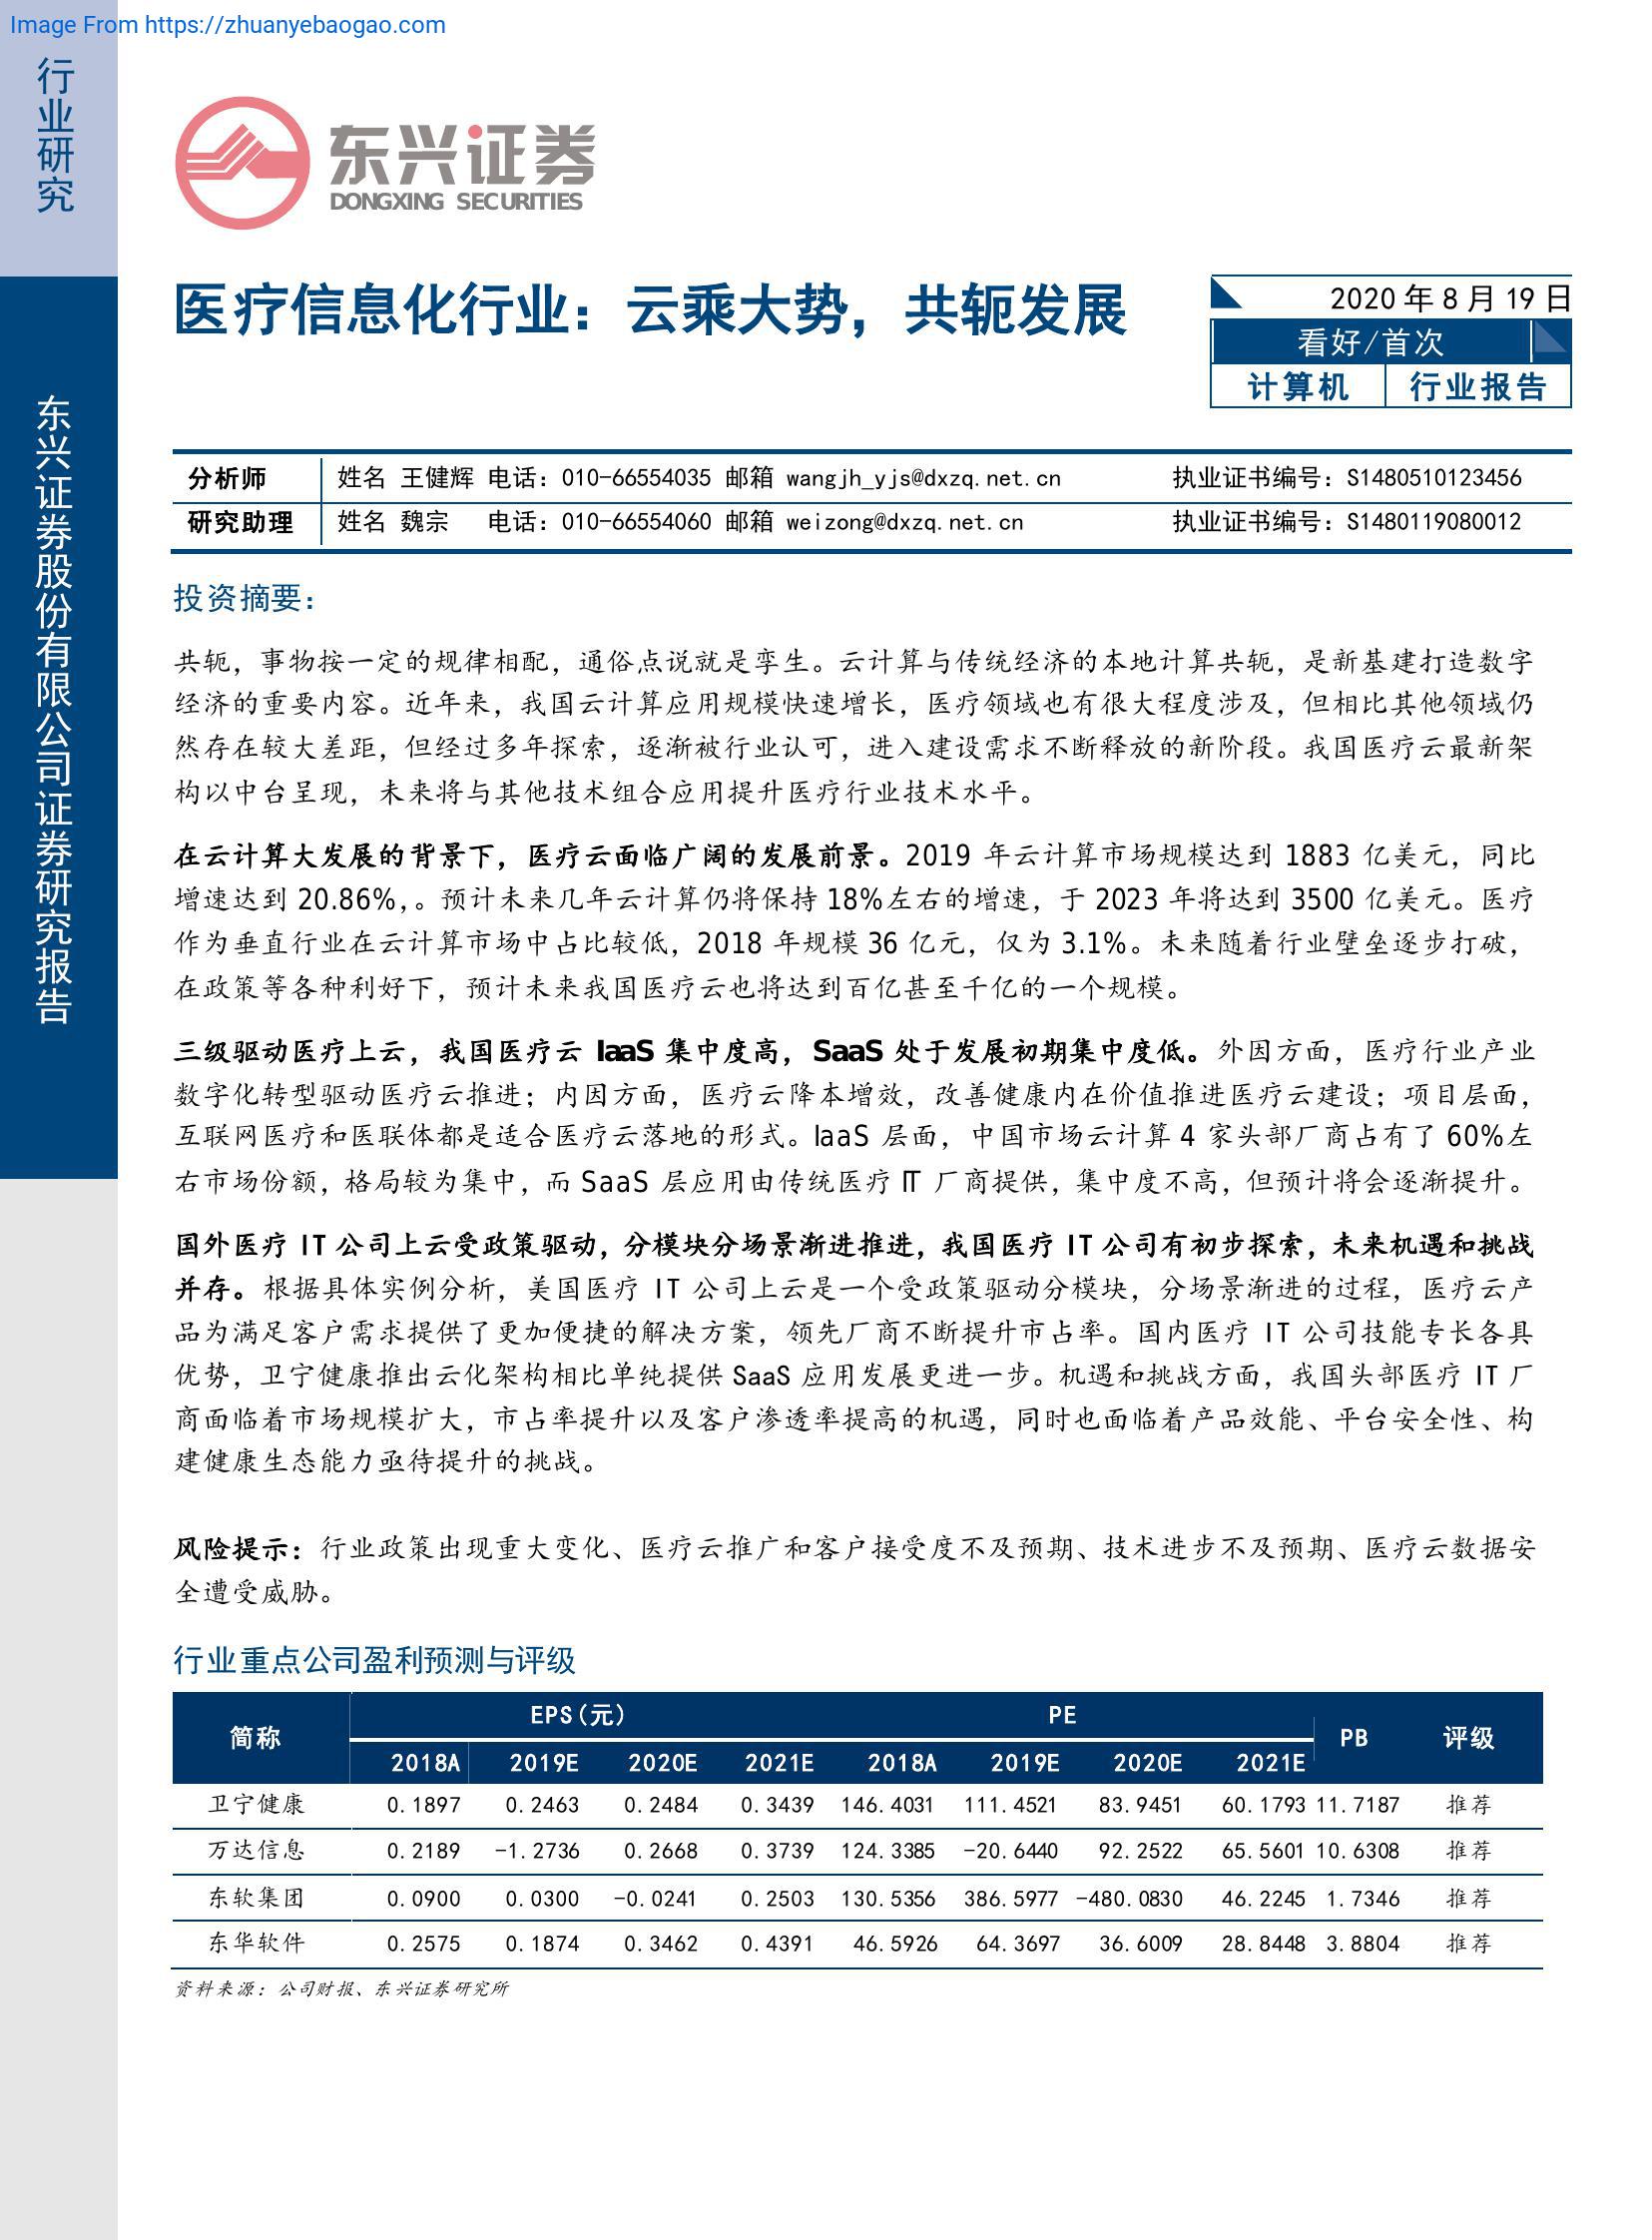 Image From https://zhuanyebaogao.com
行业研究
东兴证券股份有限公司证券研究报告
东兴证券
DONGXING SECURITIES
医疗信息化行业：云乘大势，共轭发展
2020 年 8 月 19 日
看好/首次
计算机 行业报告
分析师 姓名 王健辉 电话：010-66554035 邮箱 wangjh_yjs@dxzq.net.cn 执业证书编号：S1480510123456
研究助理 姓名 魏宗 电话：010-66554060 邮箱 weizong@dxzq.net.cn 执业证书编号：S1480119080012
投资摘要：
共轭，事物按一定的规律相配，通俗点说就是孪生。云计算与传统经济的本地计算共轭，是新基建打造数字
经济的重要内容。近年来，我国云计算应用规模快速增长，医疗领域也有很大程度涉及，但相比其他领域仍
然存在较大差距，但经过多年探索，逐渐被行业认可，进入建设需求不断释放的新阶段。我国医疗云最新架
构以中台呈现，未来将与其他技术组合应用提升医疗行业技术水平。
在云计算大发展的背景下，医疗云面临广阔的发展前景。2019 年云计算市场规模达到 1883 亿美元，同比
增速达到 20.86%,。预计未来几年云计算仍将保持 18%左右的增速，于 2023 年将达到 3500 亿美元。医疗
作为垂直行业在云计算市场中占比较低，2018 年规模 36 亿元，仅为 3.1%。未来随着行业壁垒逐步打破，
在政策等各种利好下，预计未来我国医疗云也将达到百亿甚至千亿的一个规模。
三级驱动医疗上云，我国医疗云 IaaS 集中度高，SaaS 处于发展初期集中度低。外因方面，医疗行业产业
数字化转型驱动医疗云推进；内因方面，医疗云降本增效，改善健康内在价值推进医疗云建设；项目层面，
互联网医疗和医联体都是适合医疗云落地的形式。IaaS 层面，中国市场云计算 4 家头部厂商占有了 60%左
右市场份额，格局较为集中，而 SaaS 层应用由传统医疗 IT 厂商提供，集中度不高，但预计将会逐渐提升。
国外医疗 IT 公司上云受政策驱动，分模块分场景渐进推进，我国医疗 IT 公司有初步探索，未来机遇和挑战
并存。根据具体实例分析，美国医疗 IT 公司上云是一个受政策驱动分模块，分场景渐进的过程，医疗云产
品为满足客户需求提供了更加便捷的解决方案，领先厂商不断提升市占率。国内医疗 IT 公司技能专长各具
优势，卫宁健康推出云化架构相比单纯提供 SaaS 应用发展更进一步。机遇和挑战方面，我国头部医疗 IT 厂
商面临着市场规模扩大，市占率提升以及客户渗透率提高的机遇，同时也面临着产品效能、平台安全性、构
建健康生态能力亟待提升的挑战。
风险提示：行业政策出现重大变化、医疗云推广和客户接受度不及预期、技术进步不及预期、医疗云数据安
全遭受威胁。
行业重点公司盈利预测与评级
简称 EPS(元) PE PB 评级
2018A 2019E 2020E 2021E 2018A 2019E 2020E 2021E
卫宁健康 0.1897 0.2463 0.2484 0.3439 146.4031 111.4521 83.9451 60.1793 11.7187 推荐
万达信息 0.2189 -1.2736 0.2668 0.3739 124.3385 -20.6440 92.2522 65.5601 10.6308 推荐
东软集团 0.0900 0.0300 -0.0241 0.2503 130.5356 386.5977 -480.0830 46.2245 1.7346 推荐
东华软件 0.2575 0.1874 0.3462 0.4391 46.5926 64.3697 36.6009 28.8448 3.8804 推荐
资料来源：公司财报、东兴证券研究所